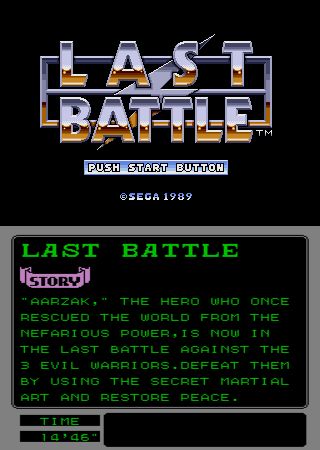 LAST
BATTLE™
PUSH START BUTTON
©SEGA 1989
LAST BATTLE
STORY
"AARZAK," THE HERO WHO ONCE
RESCUED THE WORLD FROM THE
NEFARIOUS POWER,IS NOW IN
THE LAST BATTLE AGAINST THE
3 EVIL WARRIORS.DEFEAT THEM
BY USING THE SECRET MARTIAL
ART AND RESTORE PEACE.
TIME
14'46"